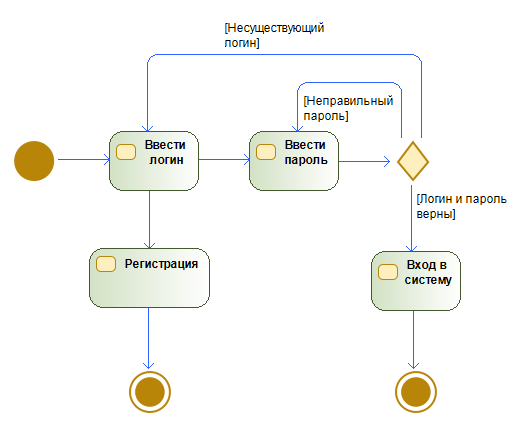 [Несуществующий
логин]
[Неправильный
пароль]
Ввести
логин
Ввести
пароль
[Логин и пароль
верны]
Регистрация
Вход в
систему